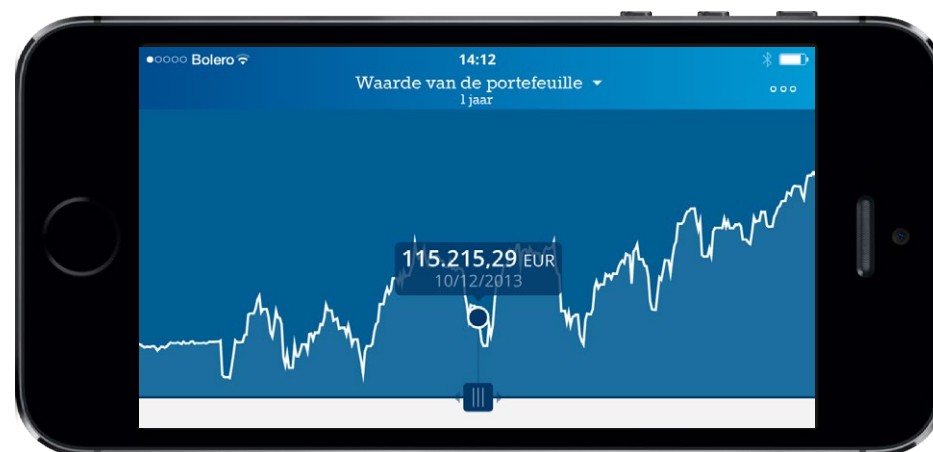 Bolero
14:12
Waarde van de portefeuille
1 jaar
115.215,29 EUR
10/12/2013